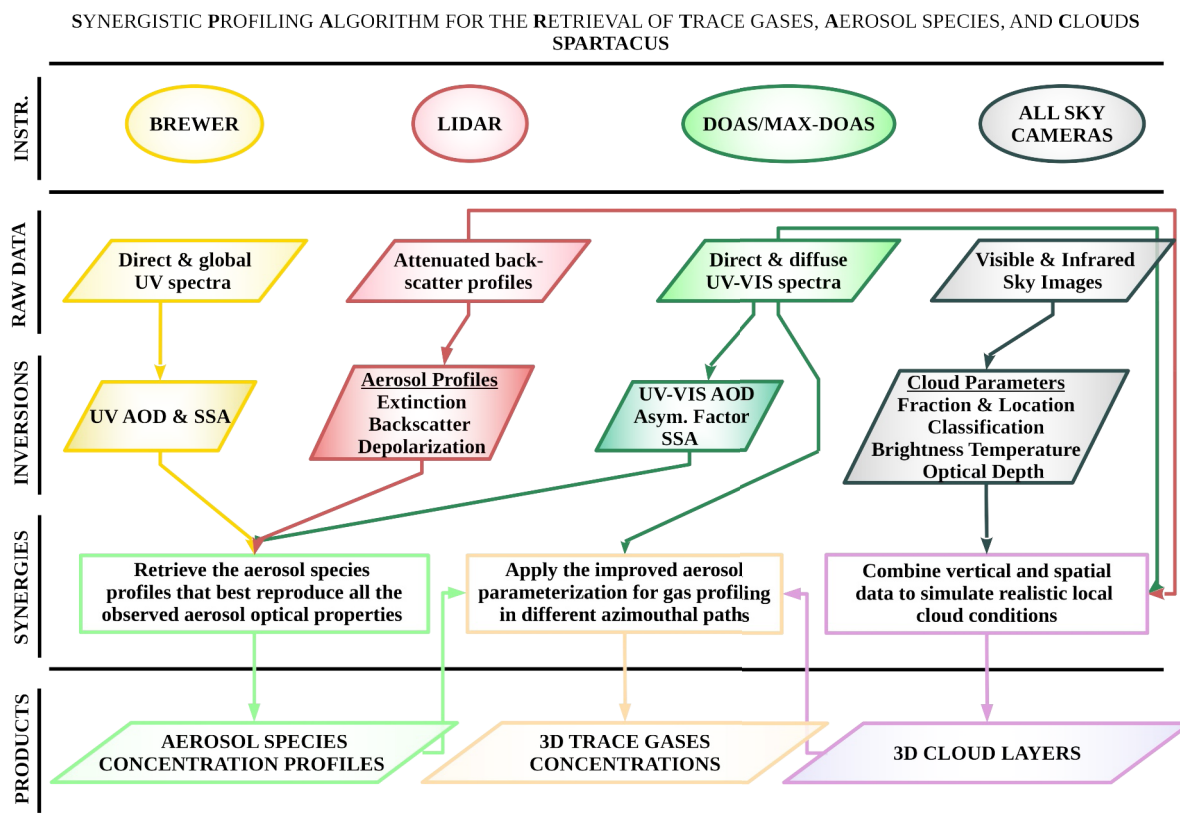 SYNERGISTIC PROFILING ALGORITHM FOR THE RETRIEVAL OF TRACE GASES, AEROSOL SPECIES, AND CLOUDS
SPARTACUS
INSTR.
BREWER
LIDAR
DOAS/MAX-DOAS
ALL SKY
CAMERAS
RAW DATA
Direct & global
UV spectra
Attenuated back-
scatter profiles
Direct & diffuse
UV-VIS spectra
Visible & Infrared
Sky Images
INVERSIONS
UV AOD & SSA
Aerosol Profiles
Extinction
Backscatter
Depolarization
UV-VIS AOD
Asym. Factor
SSA
Cloud Parameters
Fraction & Location
Classification
Brightness Temperature
Optical Depth
SYNERGIES
Retrieve the aerosol species
profiles that best reproduce all the
observed aerosol optical properties
Apply the improved aerosol
parameterization for gas profiling
in different azimouthal paths
Combine vertical and spatial
data to simulate realistic local
cloud conditions
PRODUCTS
AEROSOL SPECIES
CONCENTRATION PROFILES
3D TRACE GASES
CONCENTRATIONS
3D CLOUD LAYERS